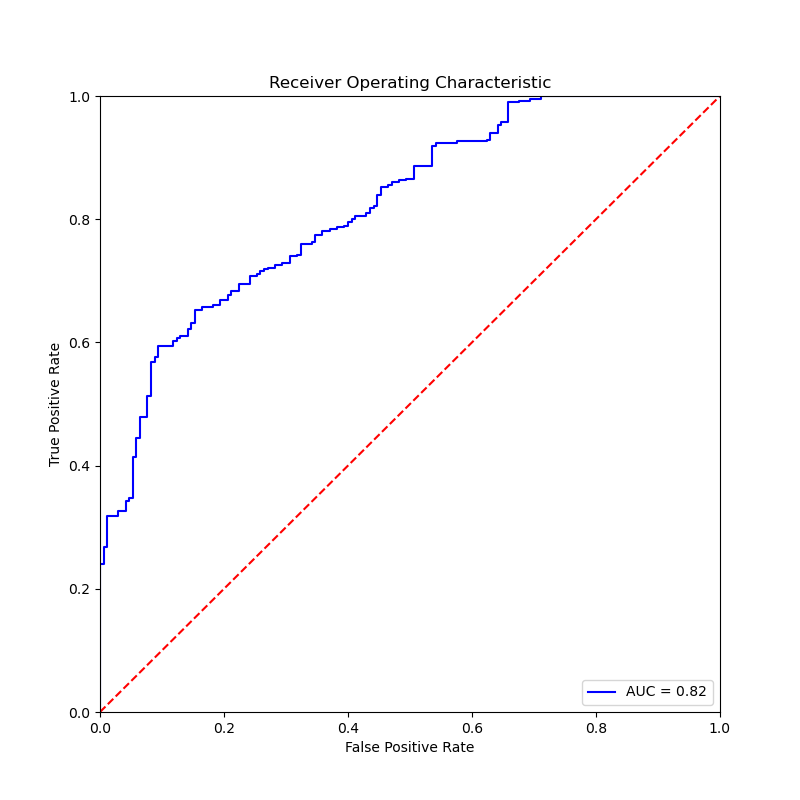 Receiver Operating Characteristic
1.0
0.8
0.6
0.4
0.2
0.0
True Positive Rate
AUC = 0.82
0.0 0.2 0.4 0.6 0.8 1.0
False Positive Rate